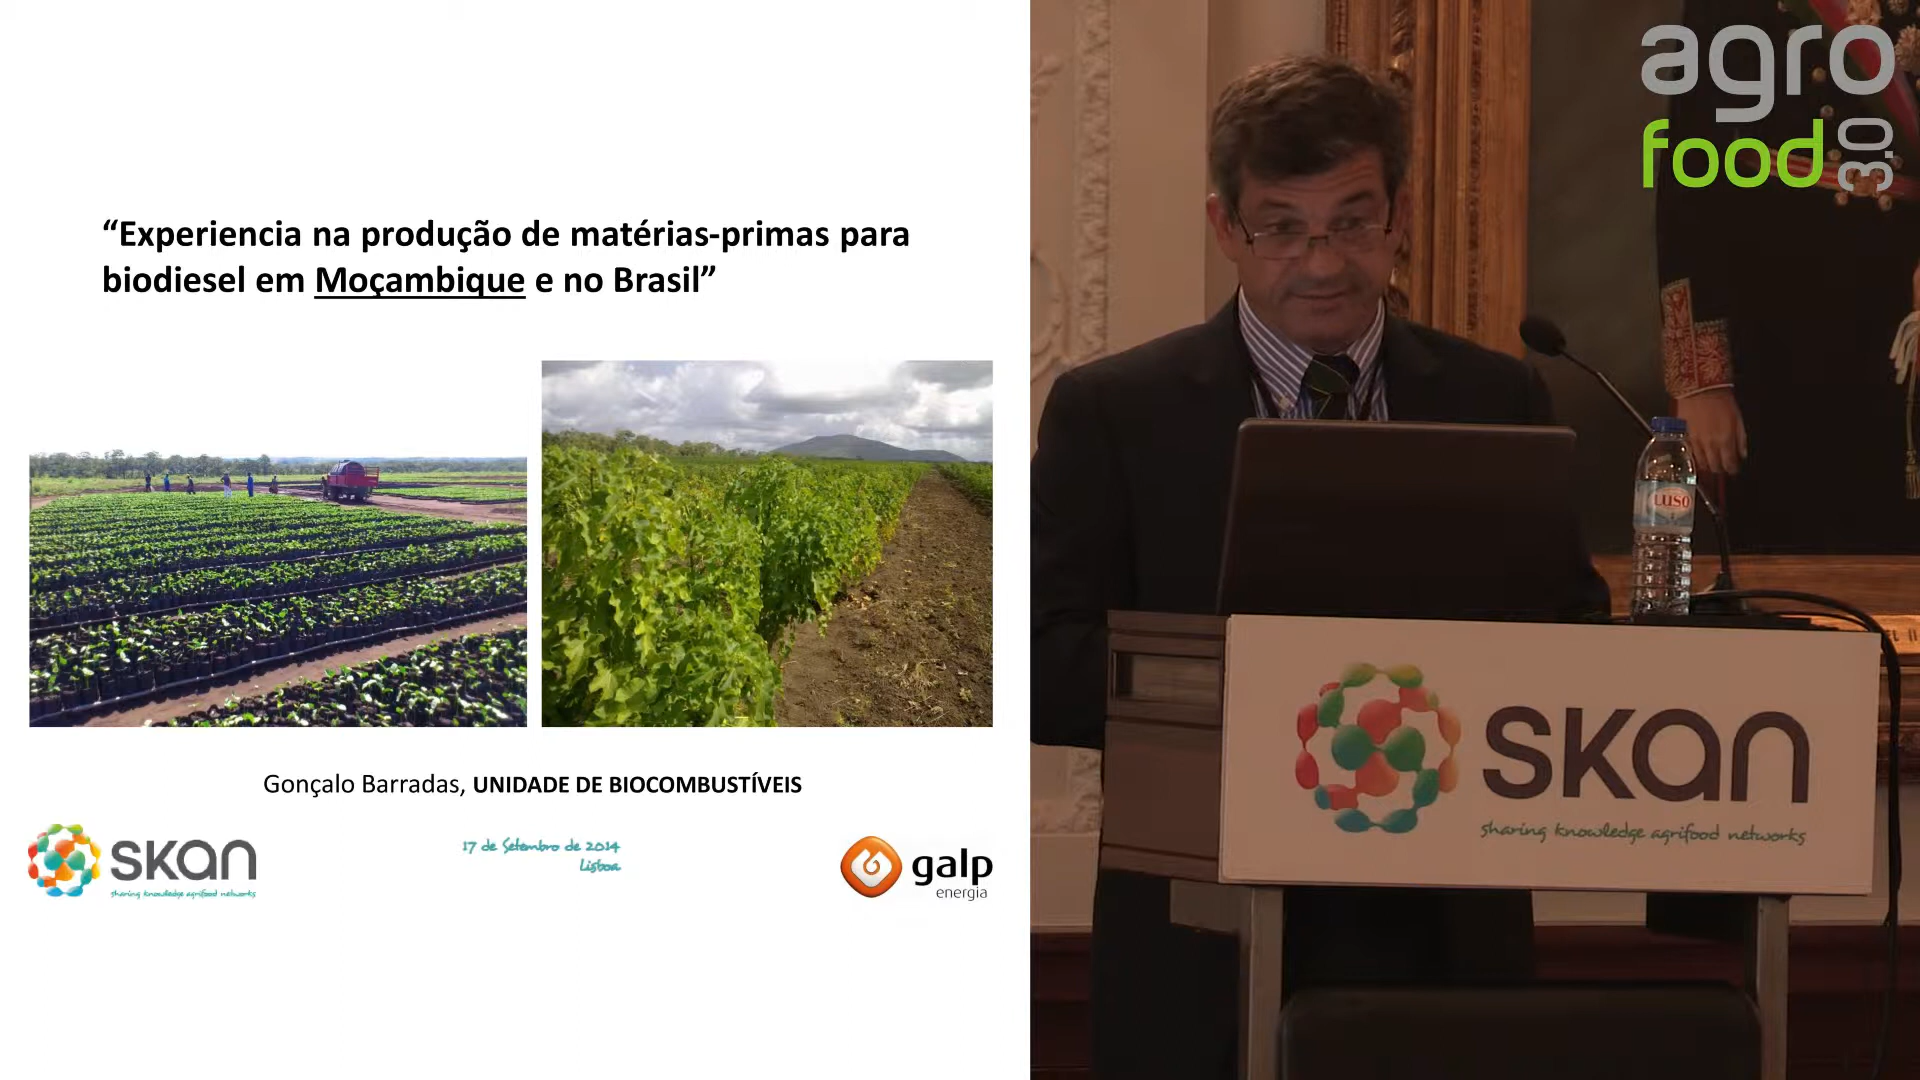 “Experiencia na produção de matérias-primas para
biodiesel em Moçambique e no Brasil”
Gonçalo Barradas, UNIDADE DE BIOCOMBUSTÍVEIS
skan
sharing knowledge agrifood networks
17 de Setembro de 2014
Lisboa
galp
energia
agro
food
3.0
LUSO
skan
sharing knowledge agrifood networks